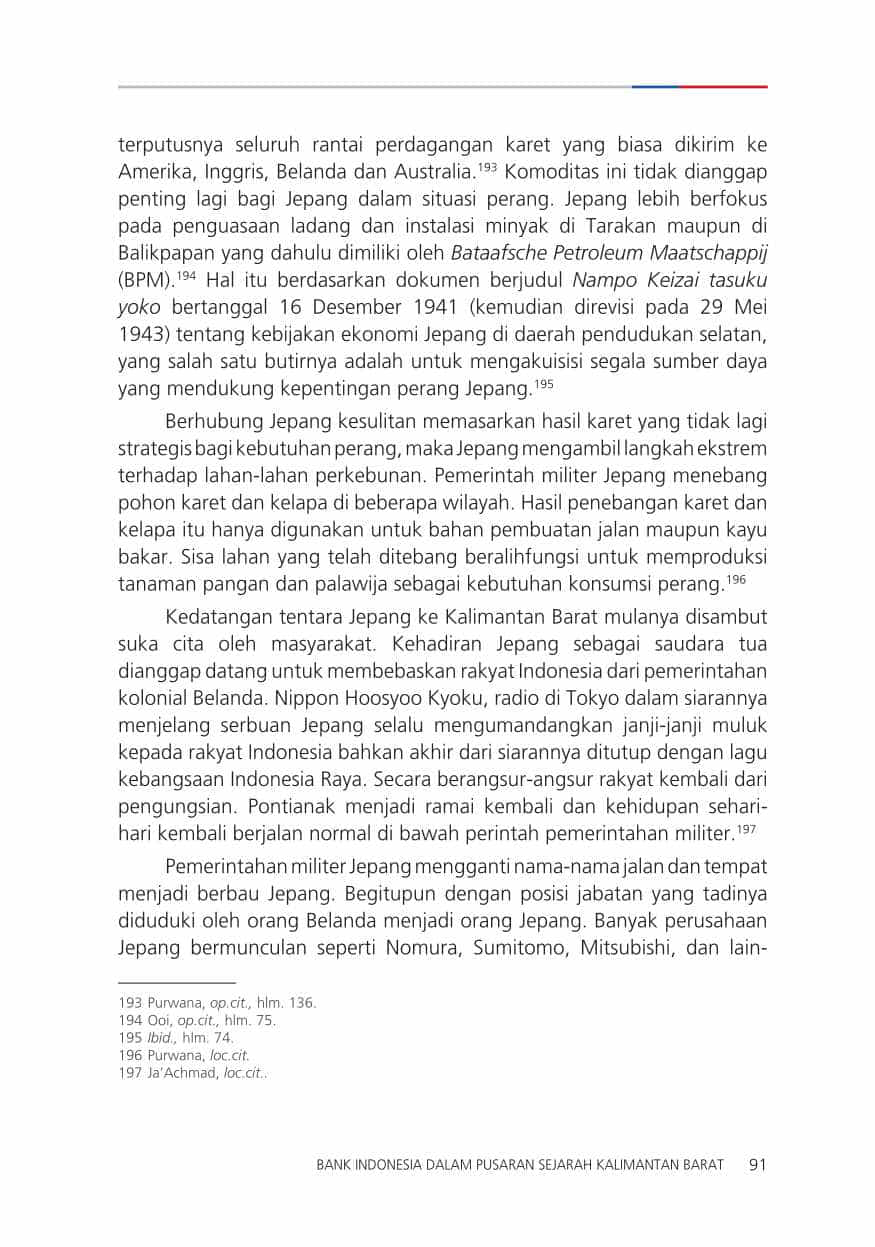 terputusnya seluruh rantai perdagangan karet yang biasa dikirim ke
Amerika, Inggris, Belanda dan Australia.193 Komoditas ini tidak dianggap
penting lagi bagi Jepang dalam situasi perang. Jepang lebih berfokus
pada penguasaan ladang dan instalasi minyak di Tarakan maupun di
Balikpapan yang dahulu dimiliki oleh Bataafsche Petroleum Maatschappij
(BPM).194 Hal itu berdasarkan dokumen berjudul Nampo Keizai tasuku
yoko bertanggal 16 Desember 1941 (kemudian direvisi pada 29 Mei
1943) tentang kebijakan ekonomi Jepang di daerah pendudukan selatan,
yang salah satu butirnya adalah untuk mengakuisisi segala sumber daya
yang mendukung kepentingan perang Jepang.195
Berhubung Jepang kesulitan memasarkan hasil karet yang tidak lagi
strategis bagi kebutuhan perang, maka Jepang mengambil langkah ekstrem
terhadap lahan-lahan perkebunan. Pemerintah militer Jepang menebang
pohon karet dan kelapa di beberapa wilayah. Hasil penebangan karet dan
kelapa itu hanya digunakan untuk bahan pembuatan jalan maupun kayu
bakar. Sisa lahan yang telah ditebang beralihfungsi untuk memproduksi
tanaman pangan dan palawija sebagai kebutuhan konsumsi perang.196
Kedatangan tentara Jepang ke Kalimantan Barat mulanya disambut
suka cita oleh masyarakat. Kehadiran Jepang sebagai saudara tua
dianggap datang untuk membebaskan rakyat Indonesia dari pemerintahan
kolonial Belanda. Nippon Hoosyoo Kyoku, radio di Tokyo dalam siarannya
menjelang serbuan Jepang selalu mengumandangkan janji-janji muluk
kepada rakyat Indonesia bahkan akhir dari siarannya ditutup dengan lagu
kebangsaan Indonesia Raya. Secara berangsur-angsur rakyat kembali dari
pengungsian. Pontianak menjadi ramai kembali dan kehidupan sehari-
hari kembali berjalan normal di bawah perintah pemerintahan militer.197
Pemerintahan militer Jepang mengganti nama-nama jalan dan tempat
menjadi berbau Jepang. Begitupun dengan posisi jabatan yang tadinya
diduduki oleh orang Belanda menjadi orang Jepang. Banyak perusahaan
Jepang bermunculan seperti Nomura, Sumitomo, Mitsubishi, dan lain-
193 Purwana, op.cit., hlm. 136.
194 Ooi, op.cit., hlm. 75.
195 Ibid., hlm. 74.
196 Purwana, loc.cit.
197 Ja'Achmad, loc.cit..
BANK INDONESIA DALAM PUSARAN SEJARAH KALIMANTAN BARAT 91